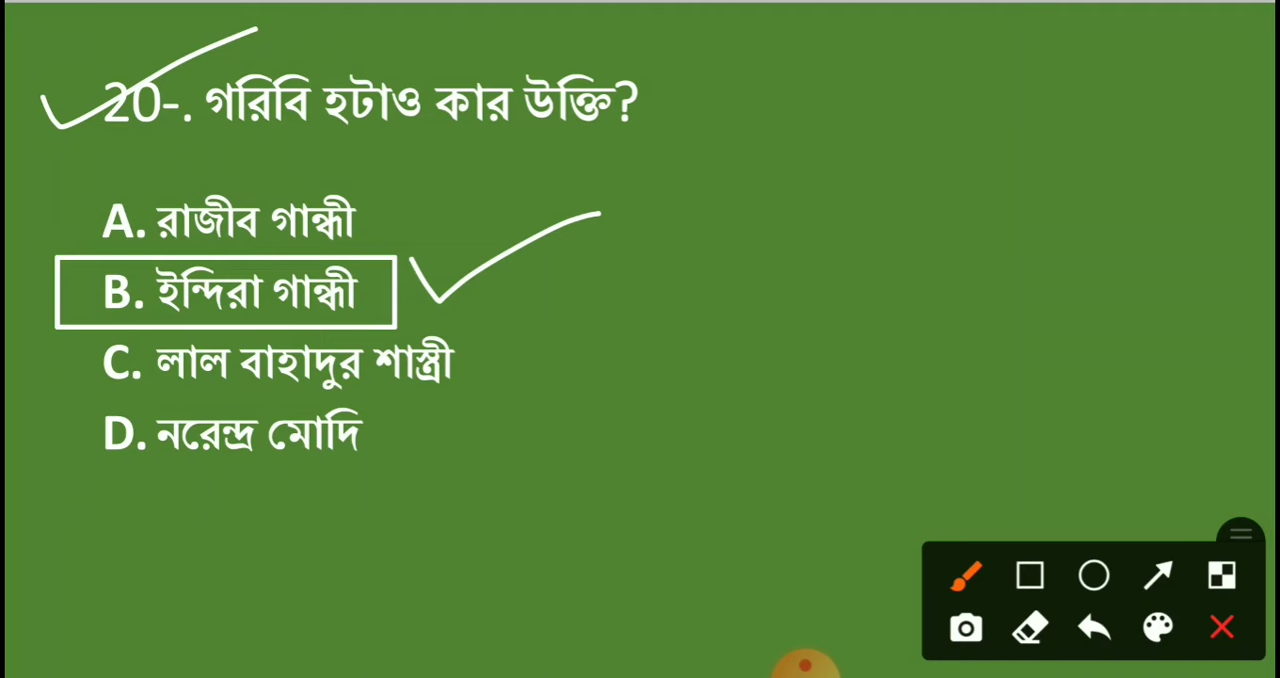 20-. গরিবি হটাও কার উক্তি?
A. রাজীব গান্ধী
B. ইন্দিরা গান্ধী
C. লাল বাহাদুর শাস্ত্রী
D. নরেন্দ্র মোদি